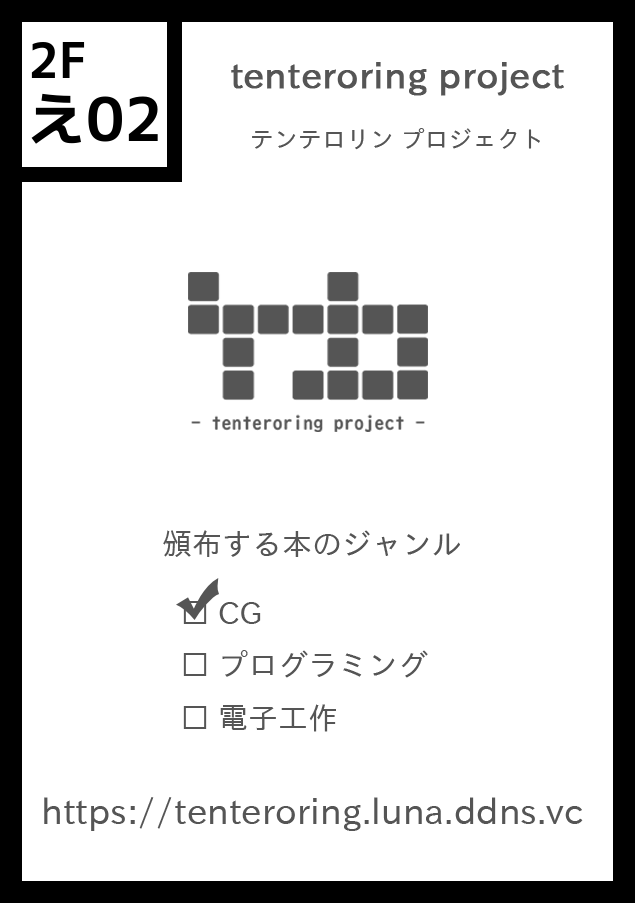 2F
え02
tenteroring project
テンテロリン プロジェクト
- tenteroring project -
頒布する本のジャンル
☑ CG
☐ プログラミング
☐ 電子工作
https://tenteroring.luna.ddns.vc